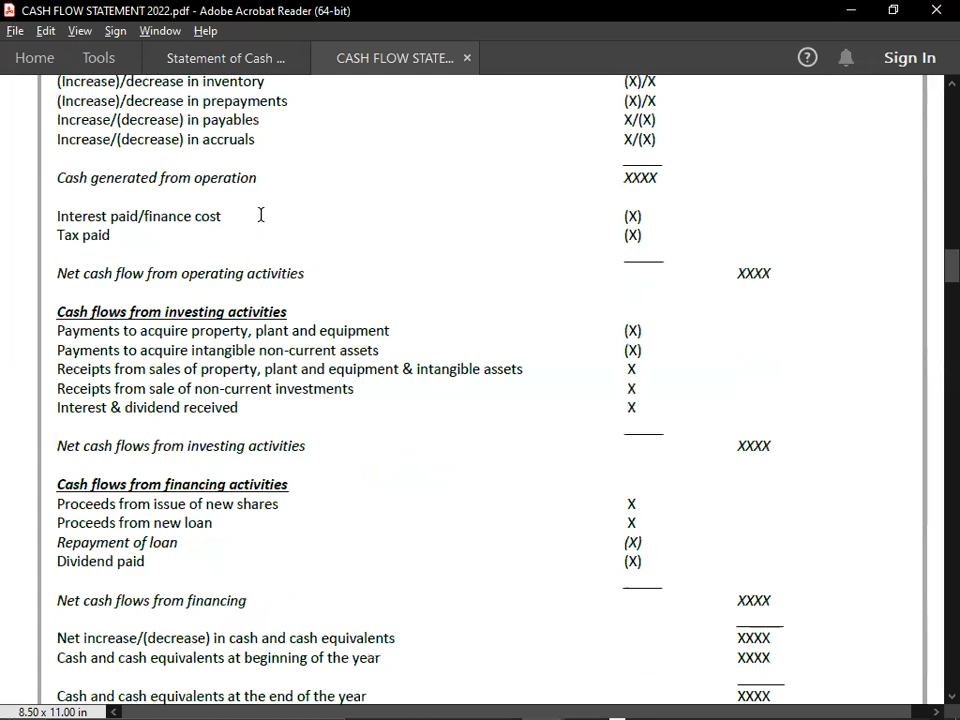 CASH FLOW STATEMENT 2022.pdf - Adobe Acrobat Reader (64-bit)
File Edit View Sign Window Help
Home Tools Statement of Cash ... CASH FLOW STATE... × ? Sign In
(Increase)/decrease in inventory (X)/X
(Increase)/decrease in prepayments (X)/X
Increase/(decrease) in payables X/(X)
Increase/(decrease) in accruals X/(X)
Cash generated from operation XXXX
Interest paid/finance cost (X)
Tax paid (X)
Net cash flow from operating activities XXXX
Cash flows from investing activities
Payments to acquire property, plant and equipment (X)
Payments to acquire intangible non-current assets (X)
Receipts from sales of property, plant and equipment & intangible assets X
Receipts from sale of non-current investments X
Interest & dividend received X
Net cash flows from investing activities XXXX
Cash flows from financing activities
Proceeds from issue of new shares X
Proceeds from new loan X
Repayment of loan (X)
Dividend paid (X)
Net cash flows from financing XXXX
Net increase/(decrease) in cash and cash equivalents XXXX
Cash and cash equivalents at beginning of the year XXXX
Cash and cash equivalents at the end of the year XXXX
8.50 x 11.00 in